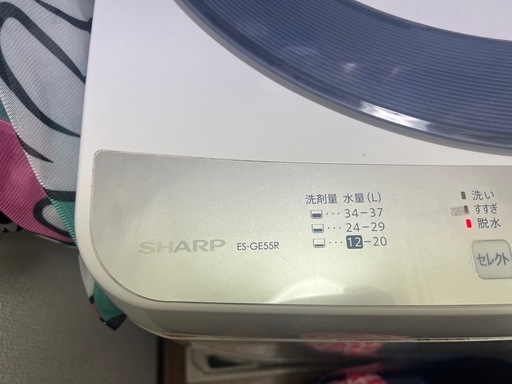 洗剤量 水量(L)
・・・34-37
・・・24-29
・・・12-20
SHARP ES-GE55R
洗い
すすぎ
脱水
セレクト